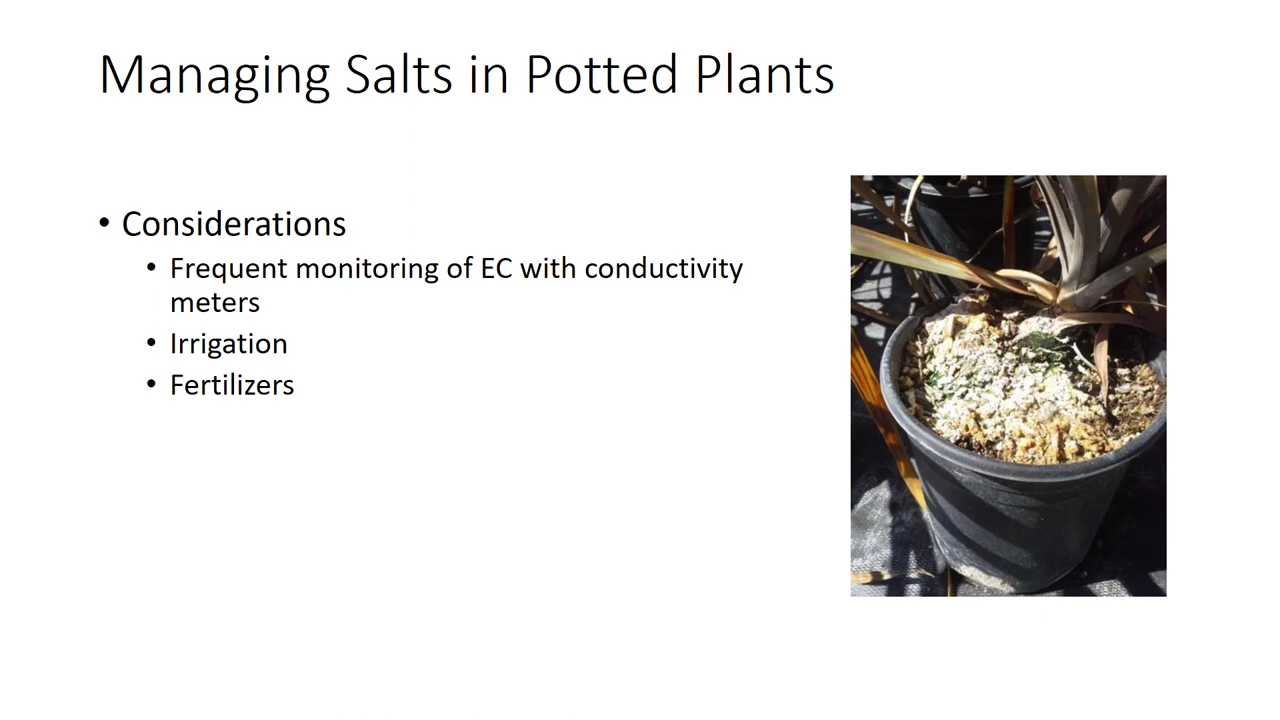 Managing Salts in Potted Plants
• Considerations
• Frequent monitoring of EC with conductivity
meters
• Irrigation
• Fertilizers